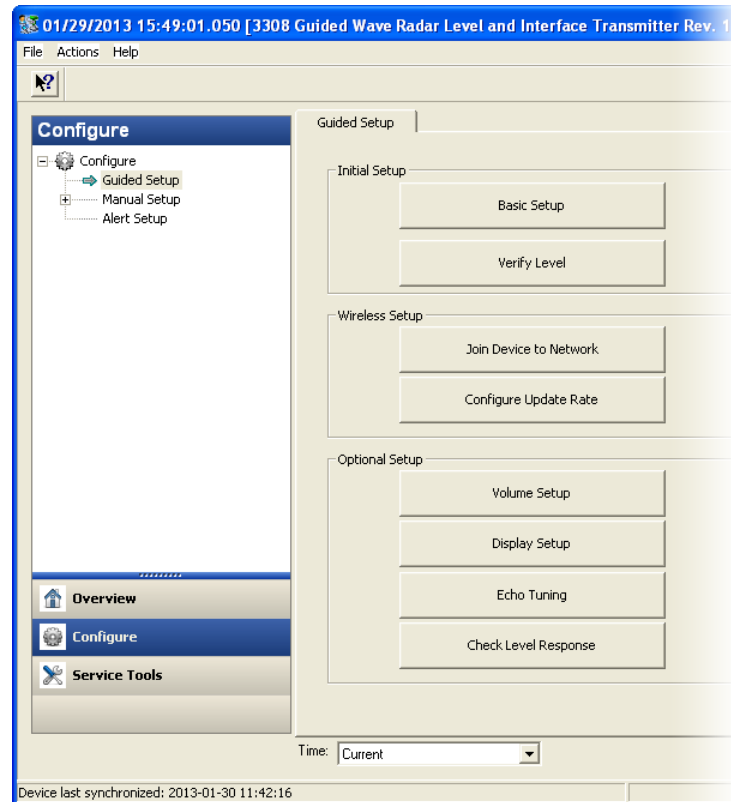 01/29/2013 15:49:01.050 [3308 Guided Wave Radar Level and Interface Transmitter Rev. 1
File Actions Help
Configure
Configure
Guided Setup
Manual Setup
Alert Setup
Overview
Configure
Service Tools
Guided Setup
Initial Setup
Basic Setup
Verify Level
Wireless Setup
Join Device to Network
Configure Update Rate
Optional Setup
Volume Setup
Display Setup
Echo Tuning
Check Level Response
Time: Current
Device last synchronized: 2013-01-30 11:42:16